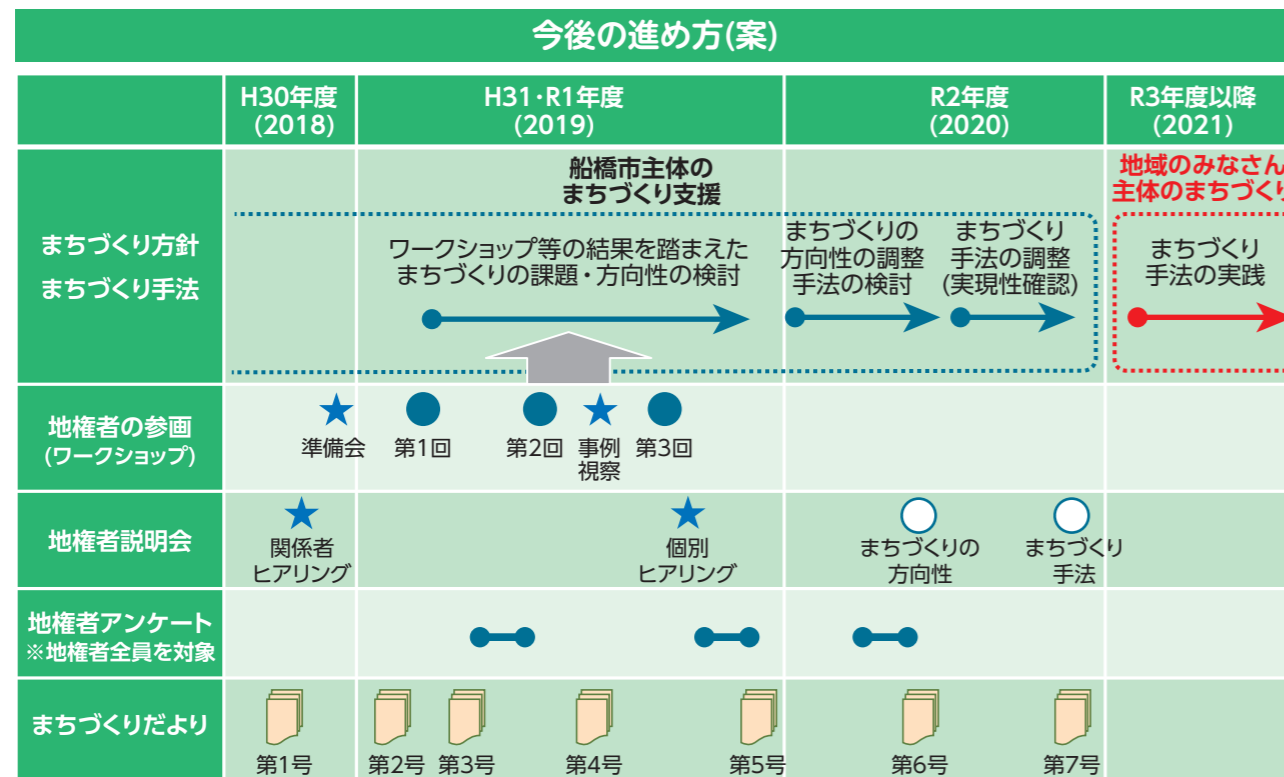 今後の進め方(案)
H30年度
(2018)
H31・R1年度
(2019)
R2年度
(2020)
R3年度以降
(2021)
まちづくり方針
まちづくり手法
船橋市主体の
まちづくり支援
ワークショップ等の結果を踏まえた
まちづくりの課題・方向性の検討
まちづくりの
方向性の調整
手法の検討
まちづくり
手法の調整
(実現性確認)
地域のみなさん
主体のまちづくり
まちづくり
手法の実践
地権者の参画
(ワークショップ)
準備会
第1回
第2回
事例
視察
第3回
地権者説明会
関係者
ヒアリング
個別
ヒアリング
まちづくりの
方向性
まちづくり
手法
地権者アンケート
※地権者全員を対象
まちづくりだより
第1号
第2号
第3号
第4号
第5号
第6号
第7号